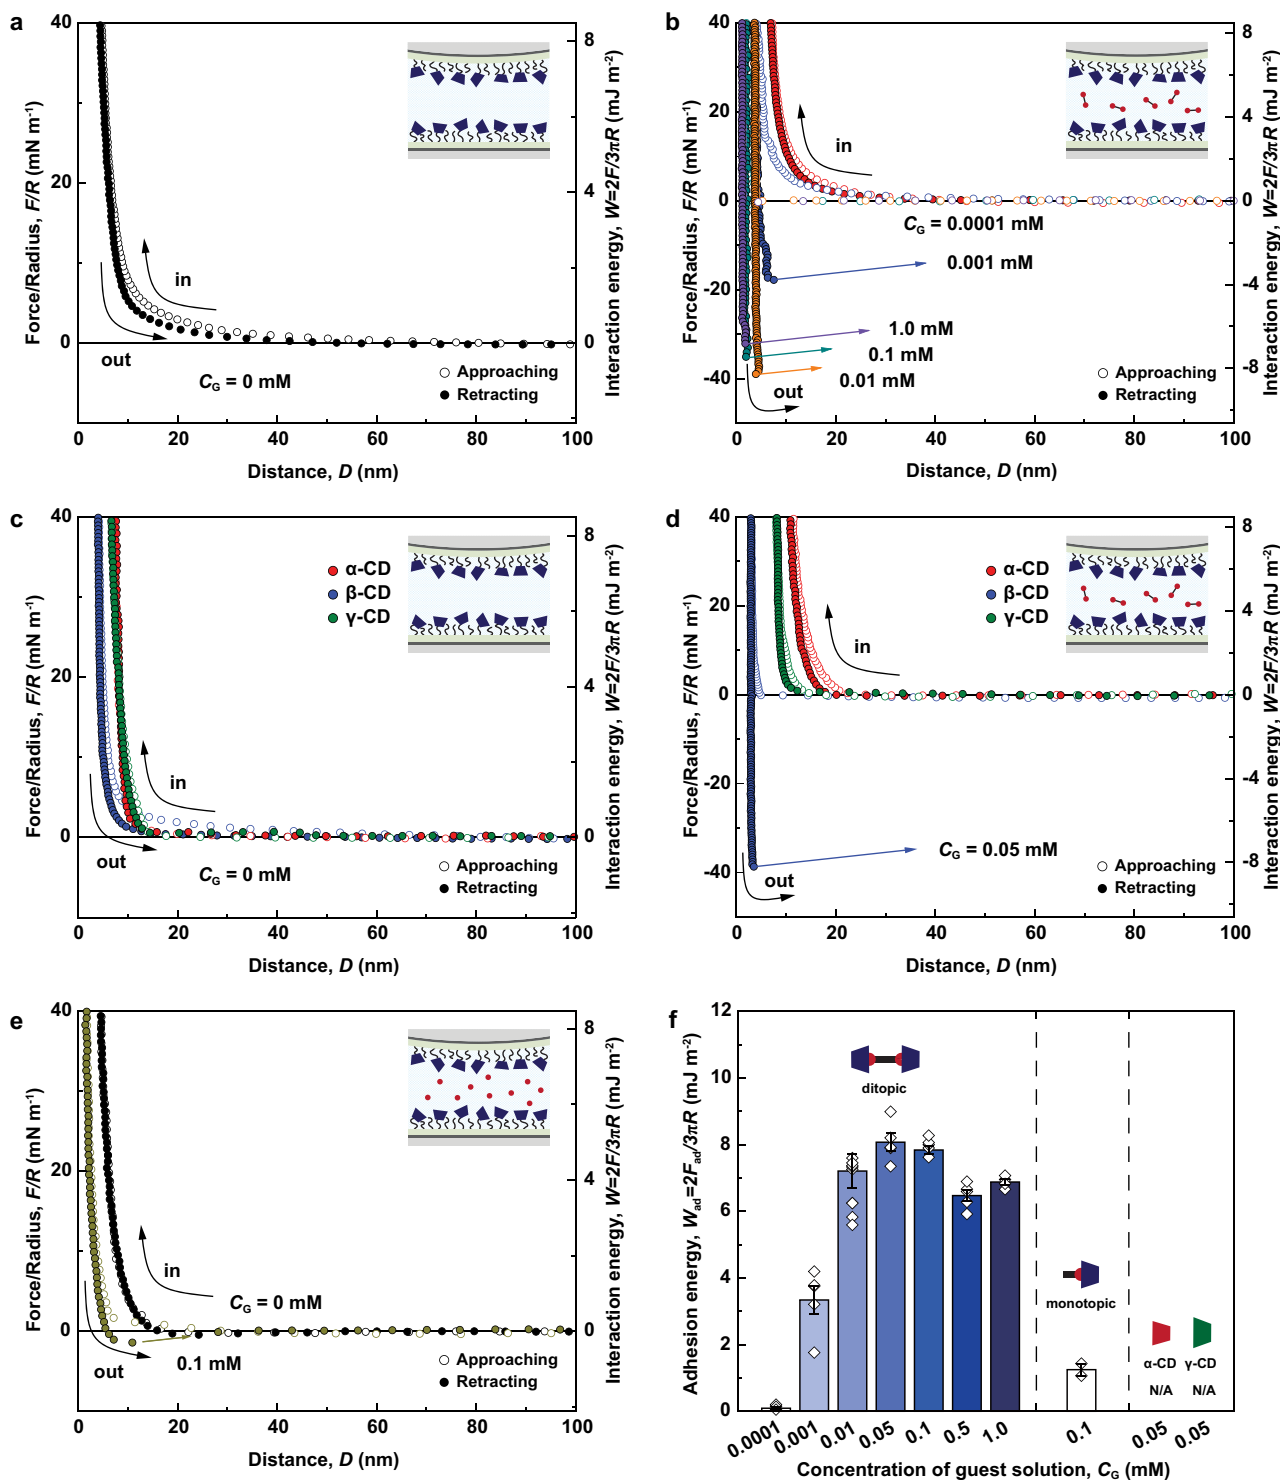 a
40
20
0
Force/Radius, F/R (mN m⁻¹)
8
4
0
Interaction energy, W=2F/3πR (mJ m⁻²)
in
out
C_G = 0 mM
Approaching
Retracting
0 20 40 60 80 100
Distance, D (nm)
b
40
20
0
-20
-40
Force/Radius, F/R (mN m⁻¹)
8
4
0
-4
-8
Interaction energy, W=2F/3πR (mJ m⁻²)
in
C_G = 0.0001 mM
0.001 mM
1.0 mM
0.1 mM
0.01 mM
out
Approaching
Retracting
0 20 40 60 80 100
Distance, D (nm)
c
40
20
0
Force/Radius, F/R (mN m⁻¹)
8
4
0
Interaction energy, W=2F/3πR (mJ m⁻²)
α-CD
β-CD
γ-CD
in
out
C_G = 0 mM
Approaching
Retracting
0 20 40 60 80 100
Distance, D (nm)
d
40
20
0
-20
-40
Force/Radius, F/R (mN m⁻¹)
8
4
0
-4
-8
Interaction energy, W=2F/3πR (mJ m⁻²)
α-CD
β-CD
γ-CD
in
C_G = 0.05 mM
out
Approaching
Retracting
0 20 40 60 80 100
Distance, D (nm)
e
40
20
0
Force/Radius, F/R (mN m⁻¹)
8
4
0
Interaction energy, W=2F/3πR (mJ m⁻²)
in
C_G = 0 mM
out
0.1 mM
Approaching
Retracting
0 20 40 60 80 100
Distance, D (nm)
f
12
10
8
6
4
2
0
Adhesion energy, W_ad=2F_ad/3πR (mJ m⁻²)
ditopic
monotopic
α-CD γ-CD
N/A N/A
0.0001 0.001 0.01 0.05 0.1 0.5 1.0 0.1 0.05 0.05
Concentration of guest solution, C_G (mM)